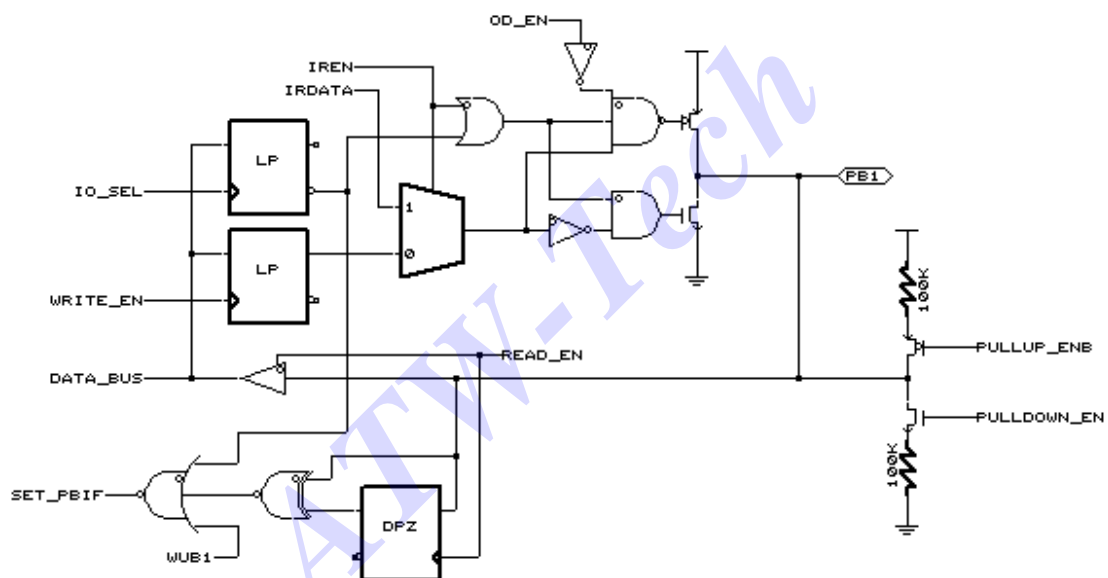 OD_EN
IREN
IRDATA
LP
IO_SEL
PB1
1
0
LP
WRITE_EN
100K
READ_EN
PULLUP_ENB
DATA_BUS
PULLDOWN_EN
100K
SET_PBIF
DPZ
WUB1
ATW-Tech